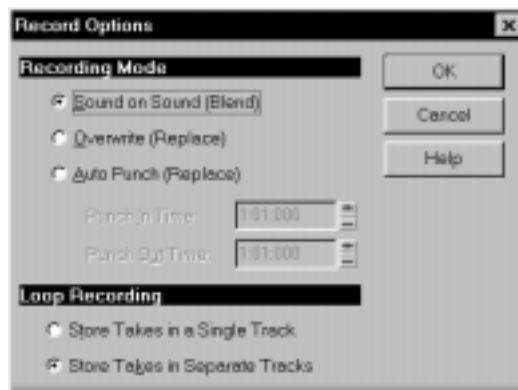 Record Options
Recording Mode
Sound on Sound (Blend)
Overwrite (Replace)
Auto Punch (Replace)
Punch In Time: 1:01:000
Punch Out Time: 1:01:000
Loop Recording
Store Takes in a Single Track
Store Takes in Separate Tracks
OK
Cancel
Help